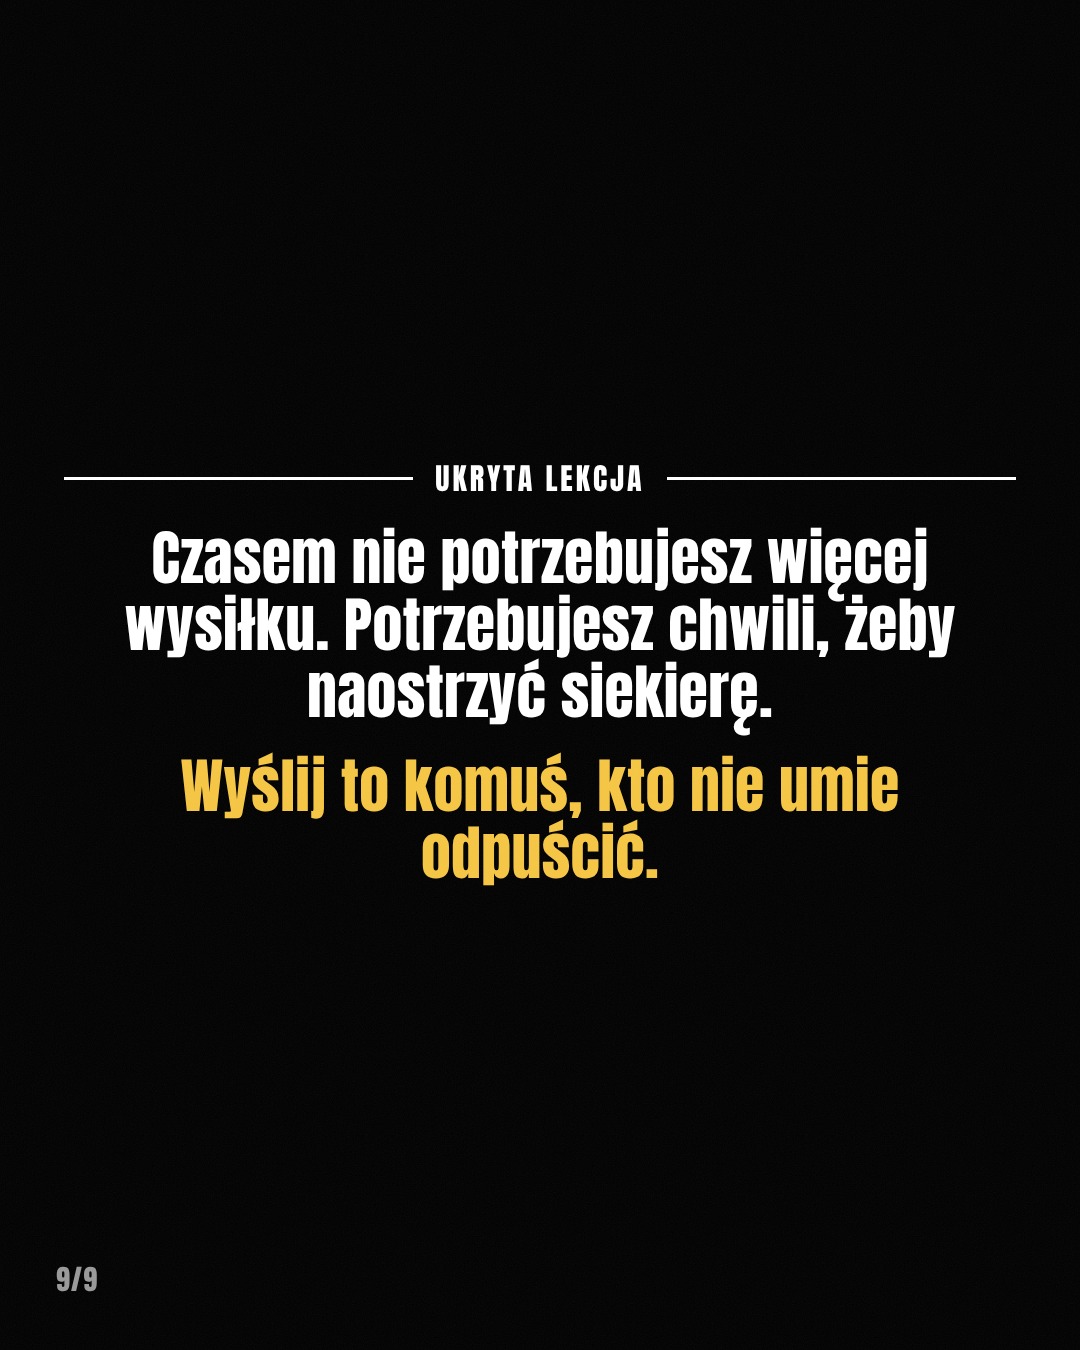 UKRYTA LEKCJA
Czasem nie potrzebujesz więcej
wysiłku. Potrzebujesz chwili, żeby
naostrzyć siekierę.
Wyślij to komuś, kto nie umie
odpuścić.
9/9